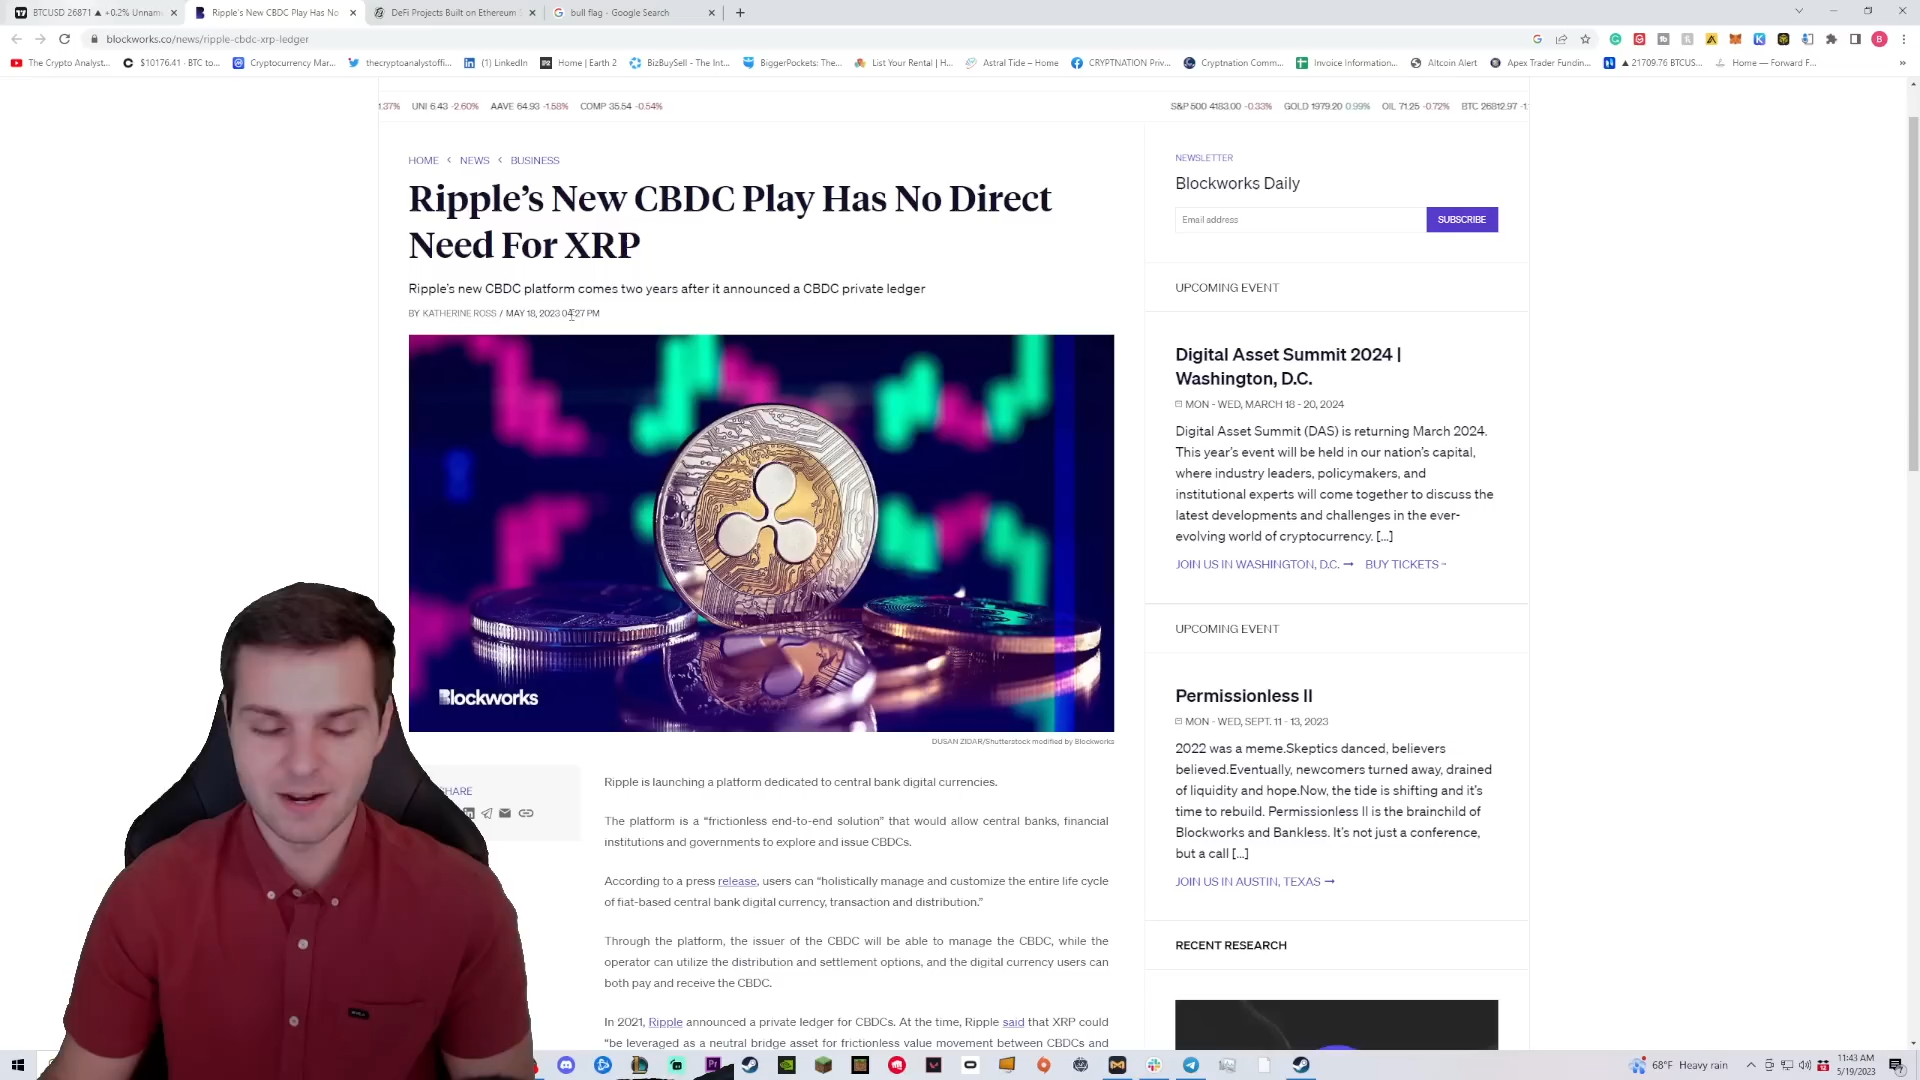 BTCUSD 26871 ▲ +0.2% Unnam
Ripple's New CBDC Play Has No
DeFi Projects Built on Ethereum
bull flag - Google Search
blockworks.co/news/ripple-cbdc-xrp-ledger
The Crypto Analyst...
$10176.41 · BTC to...
Cryptocurrency Mar...
thecryptoanalystoffi...
(1) LinkedIn
Home | Earth 2
BizBuySell - The Int...
BiggerPockets: The...
List Your Rental | H...
Astral Tide – Home
CRYPTNATION Priv...
Cryptnation Comm...
Invoice Information...
Altcoin Alert
Apex Trader Fundin...
▲ 21709.76 BTCUS...
Home — Forward F...
1.37% UNI 6.43 -2.60% AAVE 64.93 -1.58% COMP 35.54 -0.54%
S&P 500 4183.00 -0.33% GOLD 1979.20 0.99% OIL 71.25 -0.72% BTC 26812.97 -1
HOME < NEWS < BUSINESS
Ripple's New CBDC Play Has No Direct
Need For XRP
Ripple's new CBDC platform comes two years after it announced a CBDC private ledger
BY KATHERINE ROSS / MAY 18, 2023 04:27 PM
Blockworks
DUSAN ZIDAR/Shutterstock modified by Blockworks
SHARE
Ripple is launching a platform dedicated to central bank digital currencies.
The platform is a “frictionless end-to-end solution” that would allow central banks, financial
institutions and governments to explore and issue CBDCs.
According to a press release, users can “holistically manage and customize the entire life cycle
of fiat-based central bank digital currency, transaction and distribution.”
Through the platform, the issuer of the CBDC will be able to manage the CBDC, while the
operator can utilize the distribution and settlement options, and the digital currency users can
both pay and receive the CBDC.
In 2021, Ripple announced a private ledger for CBDCs. At the time, Ripple said that XRP could
“be leveraged as a neutral bridge asset for frictionless value movement between CBDCs and
NEWSLETTER
Blockworks Daily
Email address
SUBSCRIBE
UPCOMING EVENT
Digital Asset Summit 2024 |
Washington, D.C.
MON - WED, MARCH 18 - 20, 2024
Digital Asset Summit (DAS) is returning March 2024.
This year's event will be held in our nation's capital,
where industry leaders, policymakers, and
institutional experts will come together to discuss the
latest developments and challenges in the ever-
evolving world of cryptocurrency. [...]
JOIN US IN WASHINGTON, D.C. → BUY TICKETS
UPCOMING EVENT
Permissionless II
MON - WED, SEPT. 11 - 13, 2023
2022 was a meme.Skeptics danced, believers
believed.Eventually, newcomers turned away, drained
of liquidity and hope.Now, the tide is shifting and it's
time to rebuild. Permissionless II is the brainchild of
Blockworks and Bankless. It's not just a conference,
but a call [...]
JOIN US IN AUSTIN, TEXAS →
RECENT RESEARCH
68°F Heavy rain
11:43 AM
5/19/2023